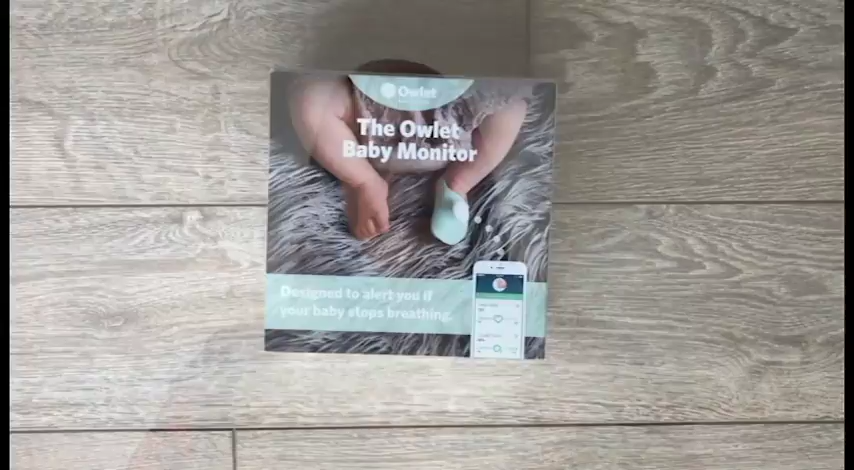 Owlet
The Owlet
Baby Monitor
Designed to alert you if
your baby stops breathing.